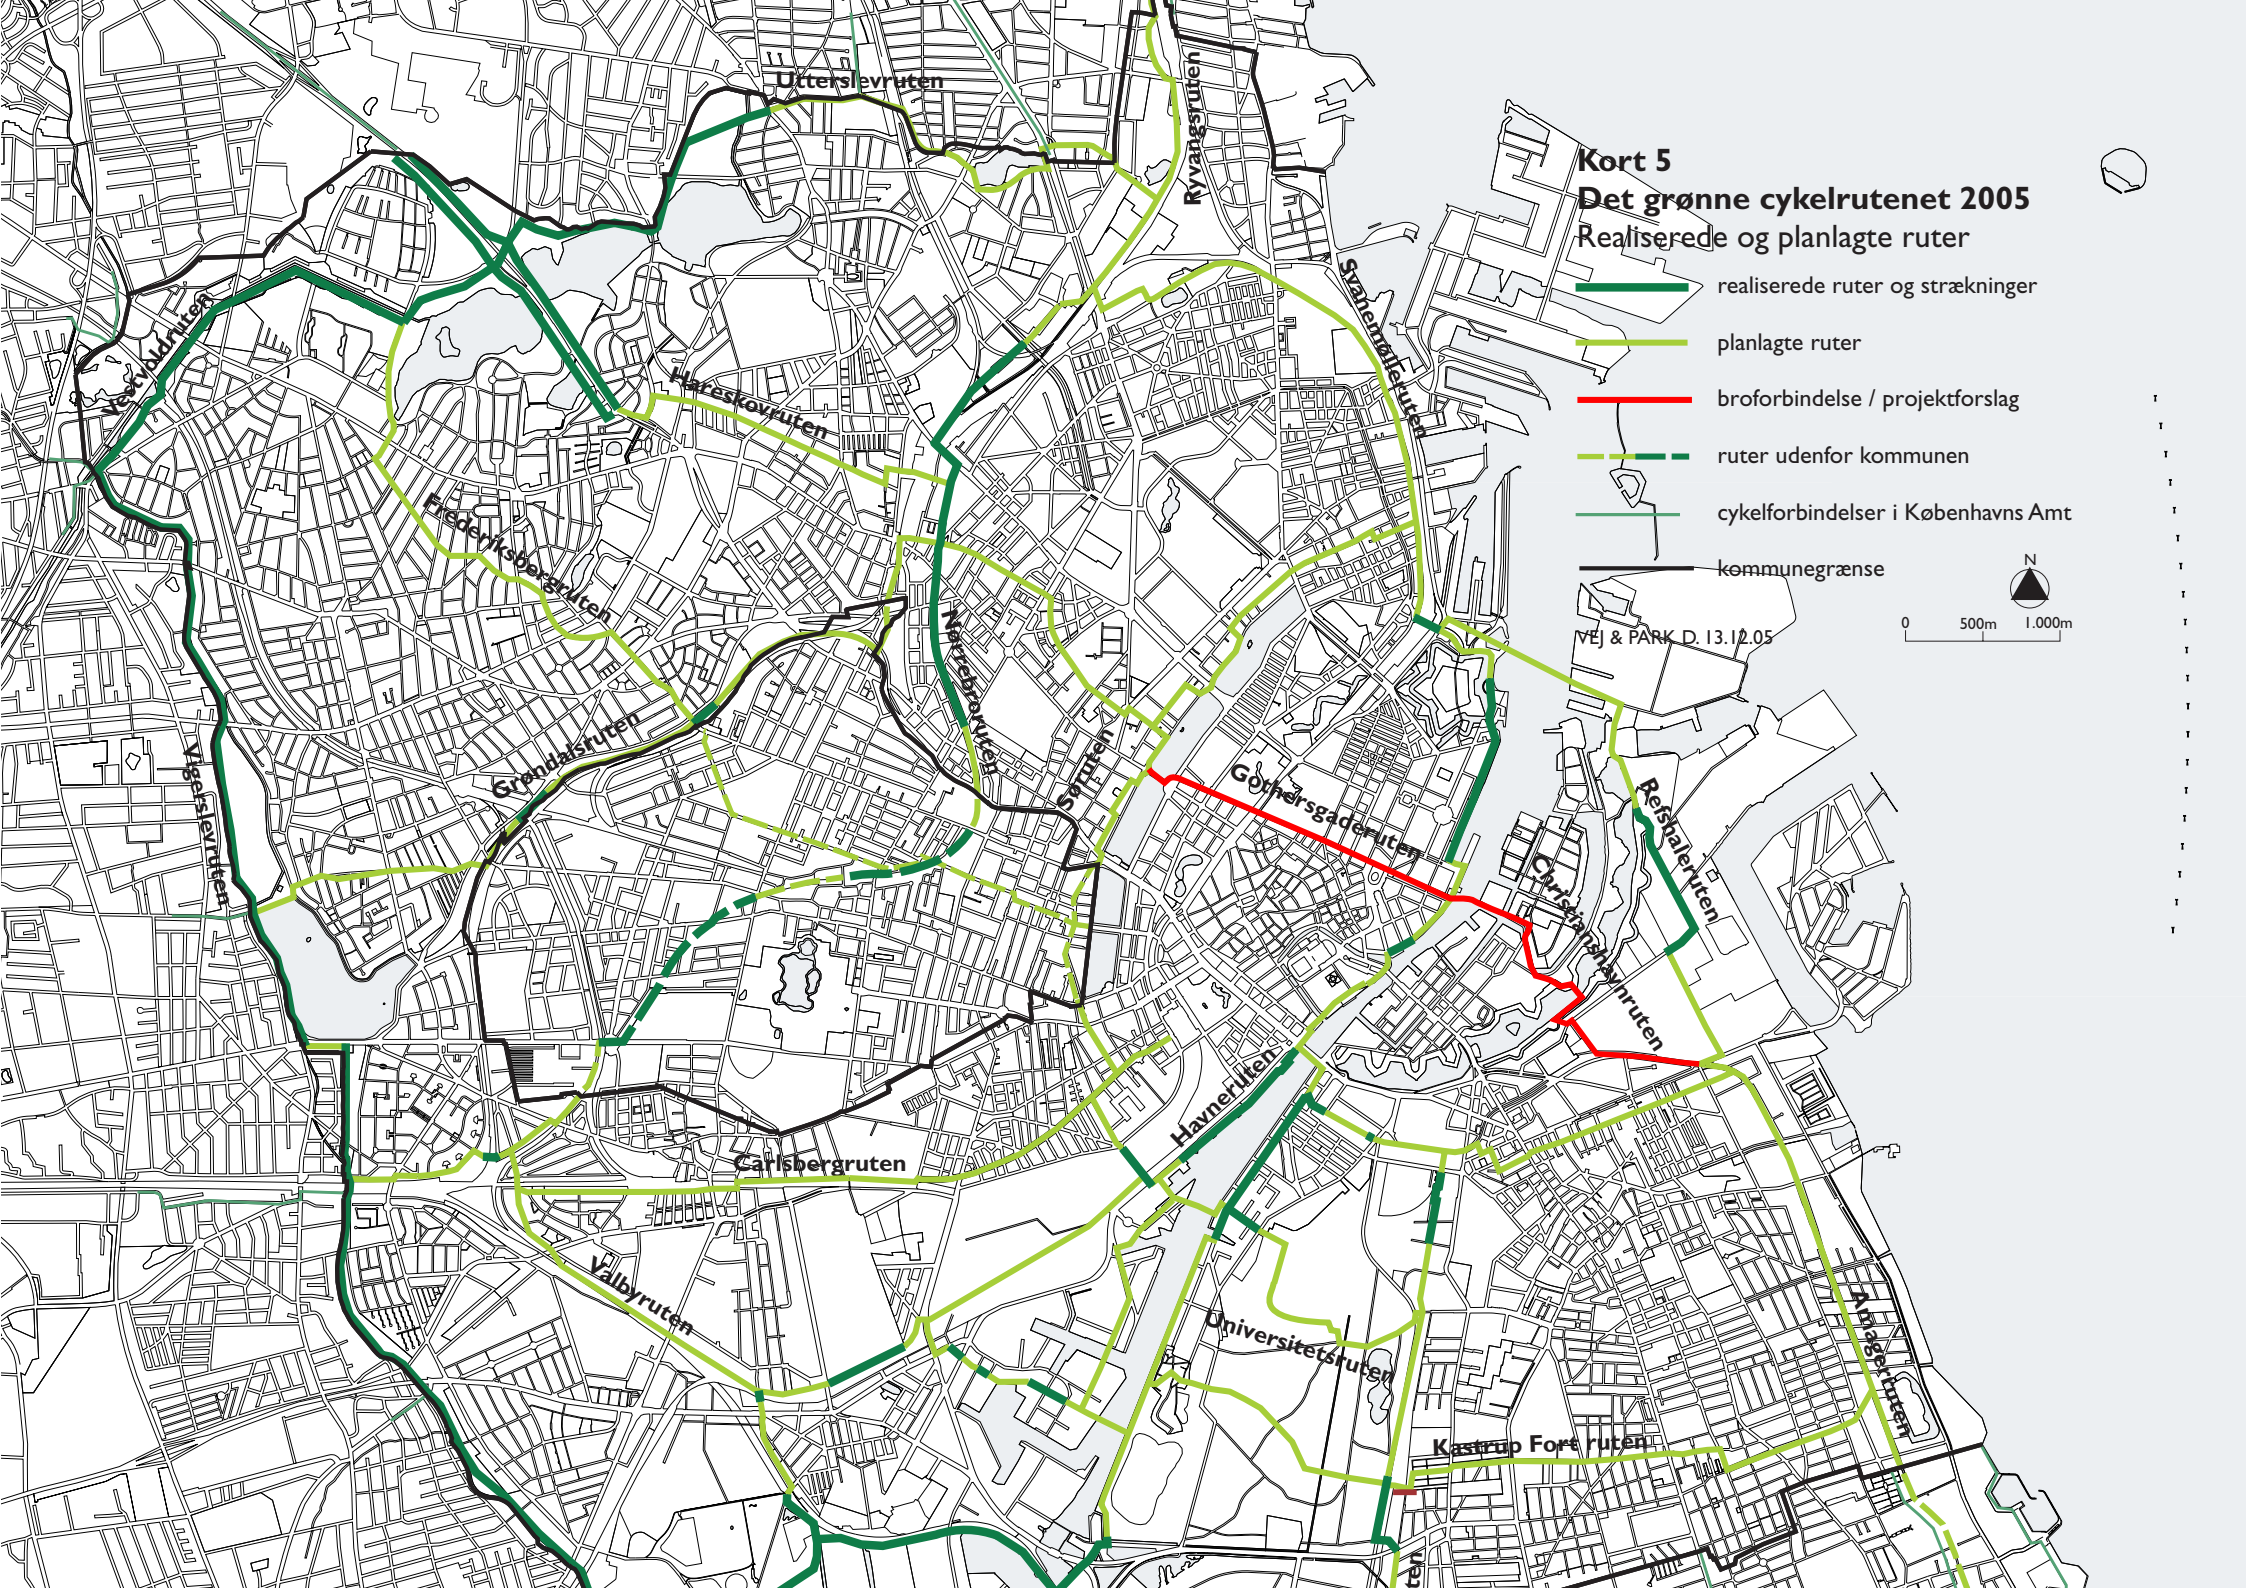 Utterslevruten
Ryvangsruten
Kort 5
Det grønne cykelrutenet 2005
Realiserede og planlagte ruter
realiserede ruter og strækninger
planlagte ruter
broforbindelse / projektforslag
ruter udenfor kommunen
cykelforbindelser i Københavns Amt
kommunegrænse
N
0 500m 1.000m
VEJ & PARK D. 13.12.05
Svanemølleruten
Vestvoldruten
Hareskovruten
Frederiksbergruten
Nørrebroruten
Grøndalsruten
Søruten
Vigerslevruten
Gothersgaderuten
Refshaleruten
Christianshavnruten
Havneruten
Carlsbergruten
Valbyruten
Universitetsruten
Amagerruten
Kastrup Fort ruten
ten